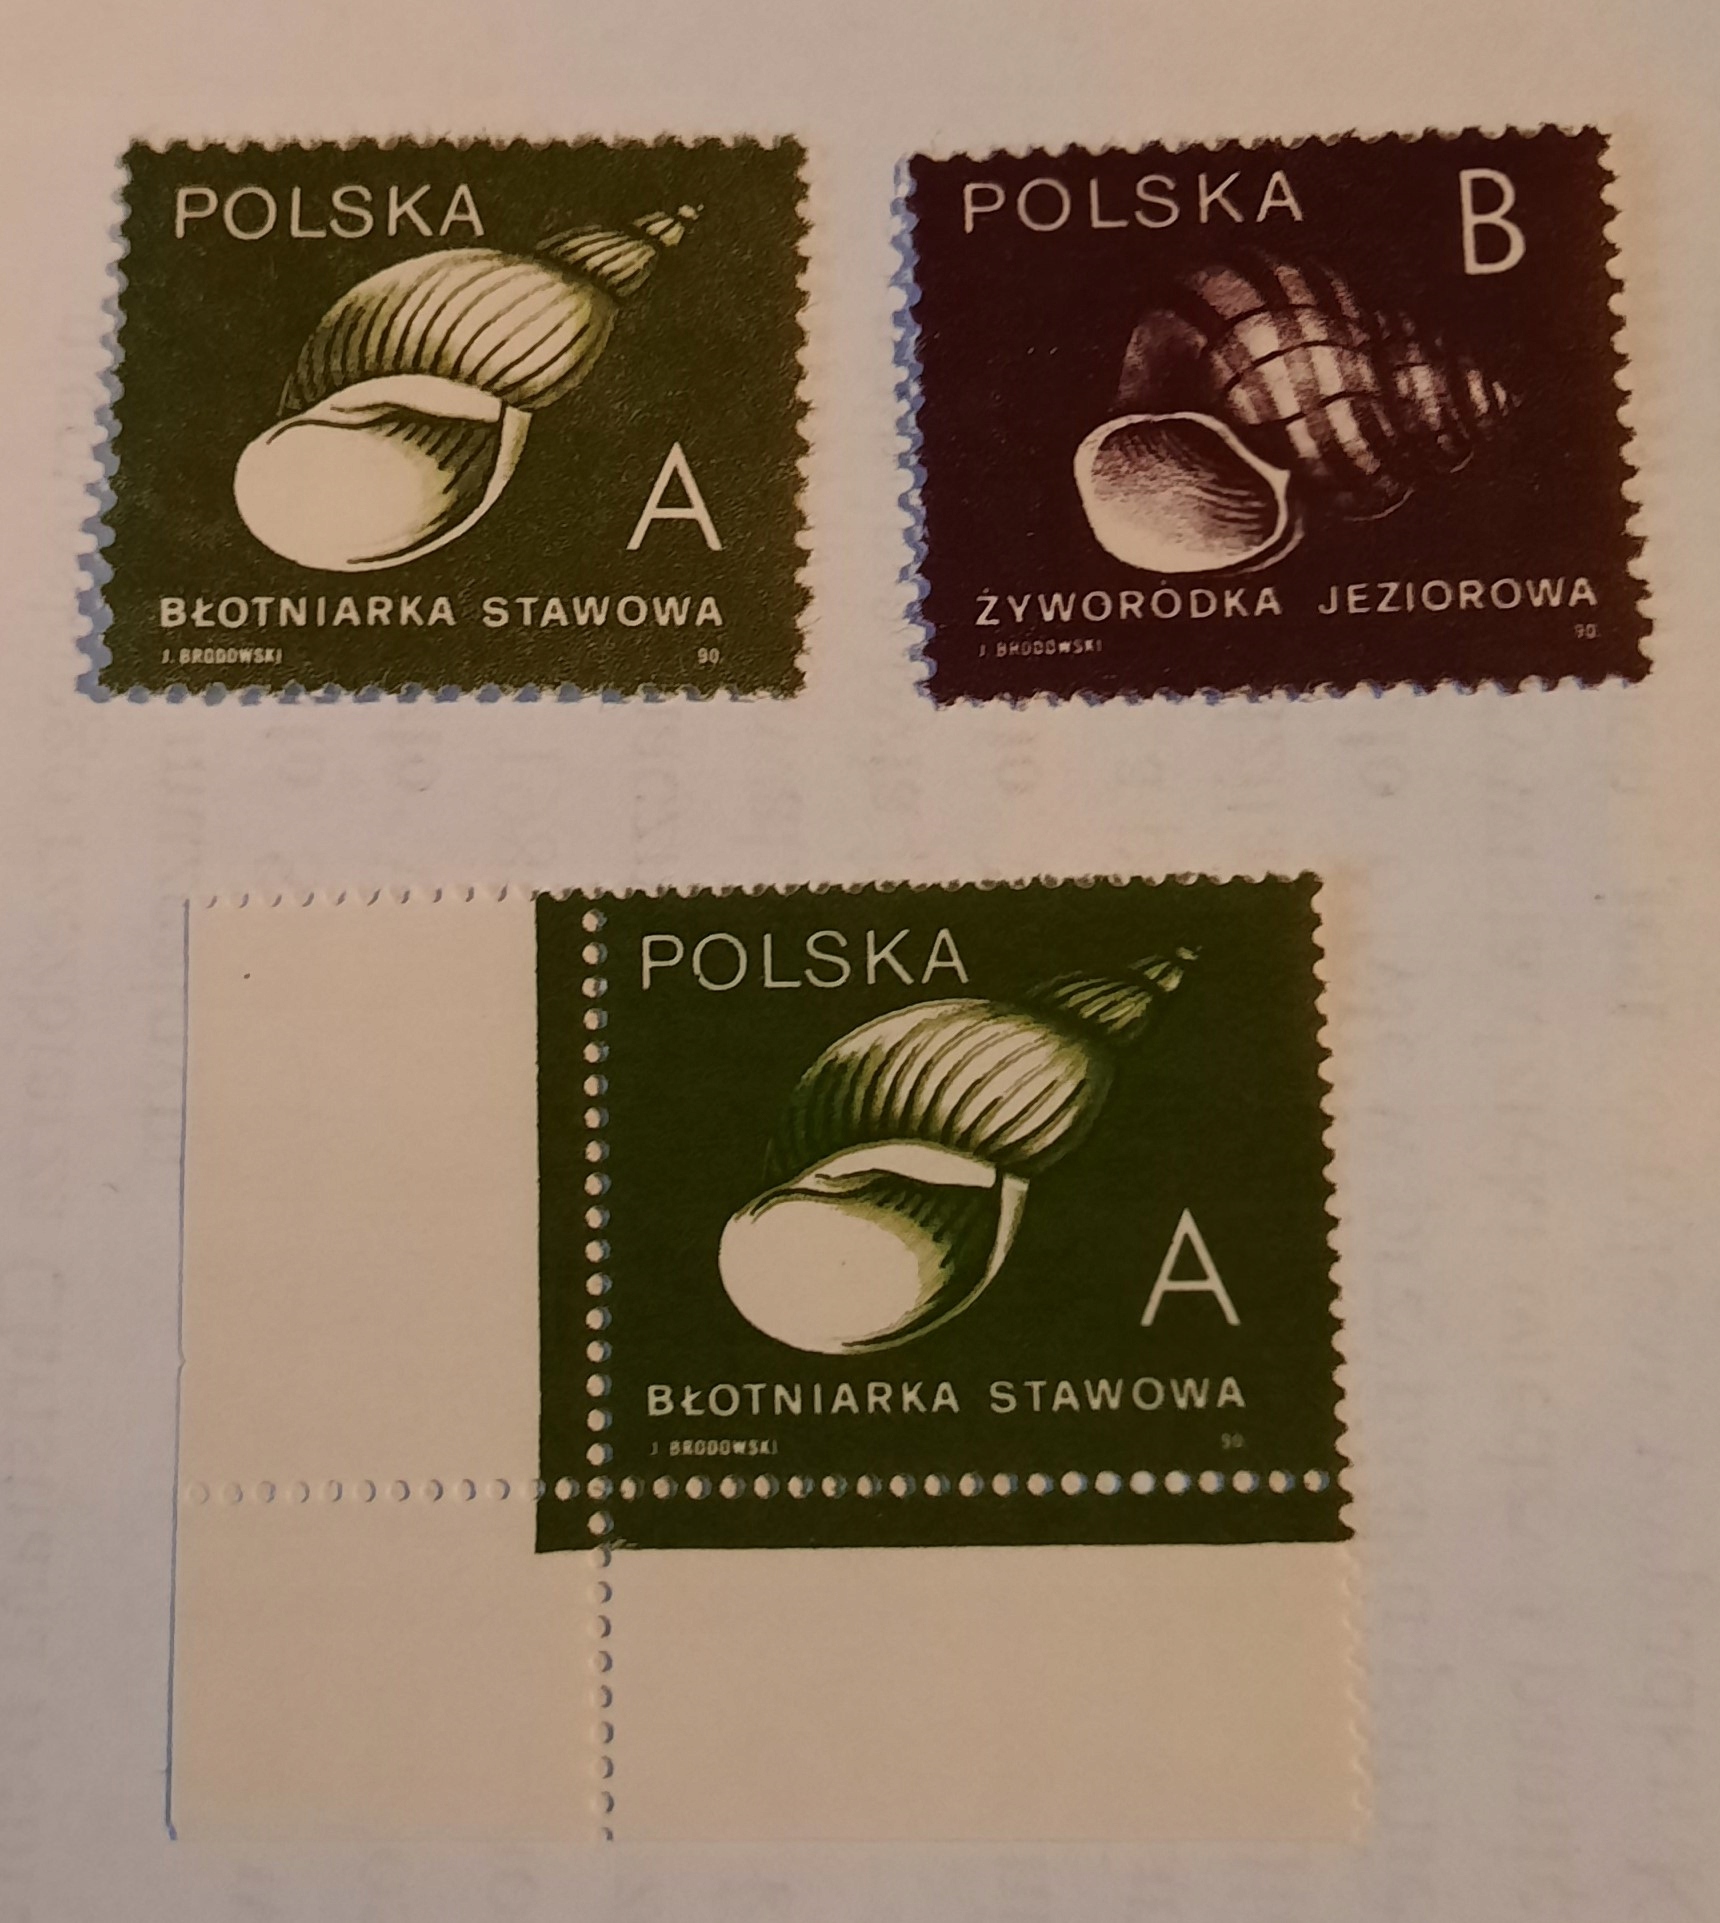 POLSKA
A
BŁOTNIARKA STAWOWA
J. BRODOWSKI 90.
POLSKA B
ŻYWORÓDKA JEZIOROWA
J. BRODOWSKI 90.
POLSKA
A
BŁOTNIARKA STAWOWA
J. BRODOWSKI 90.